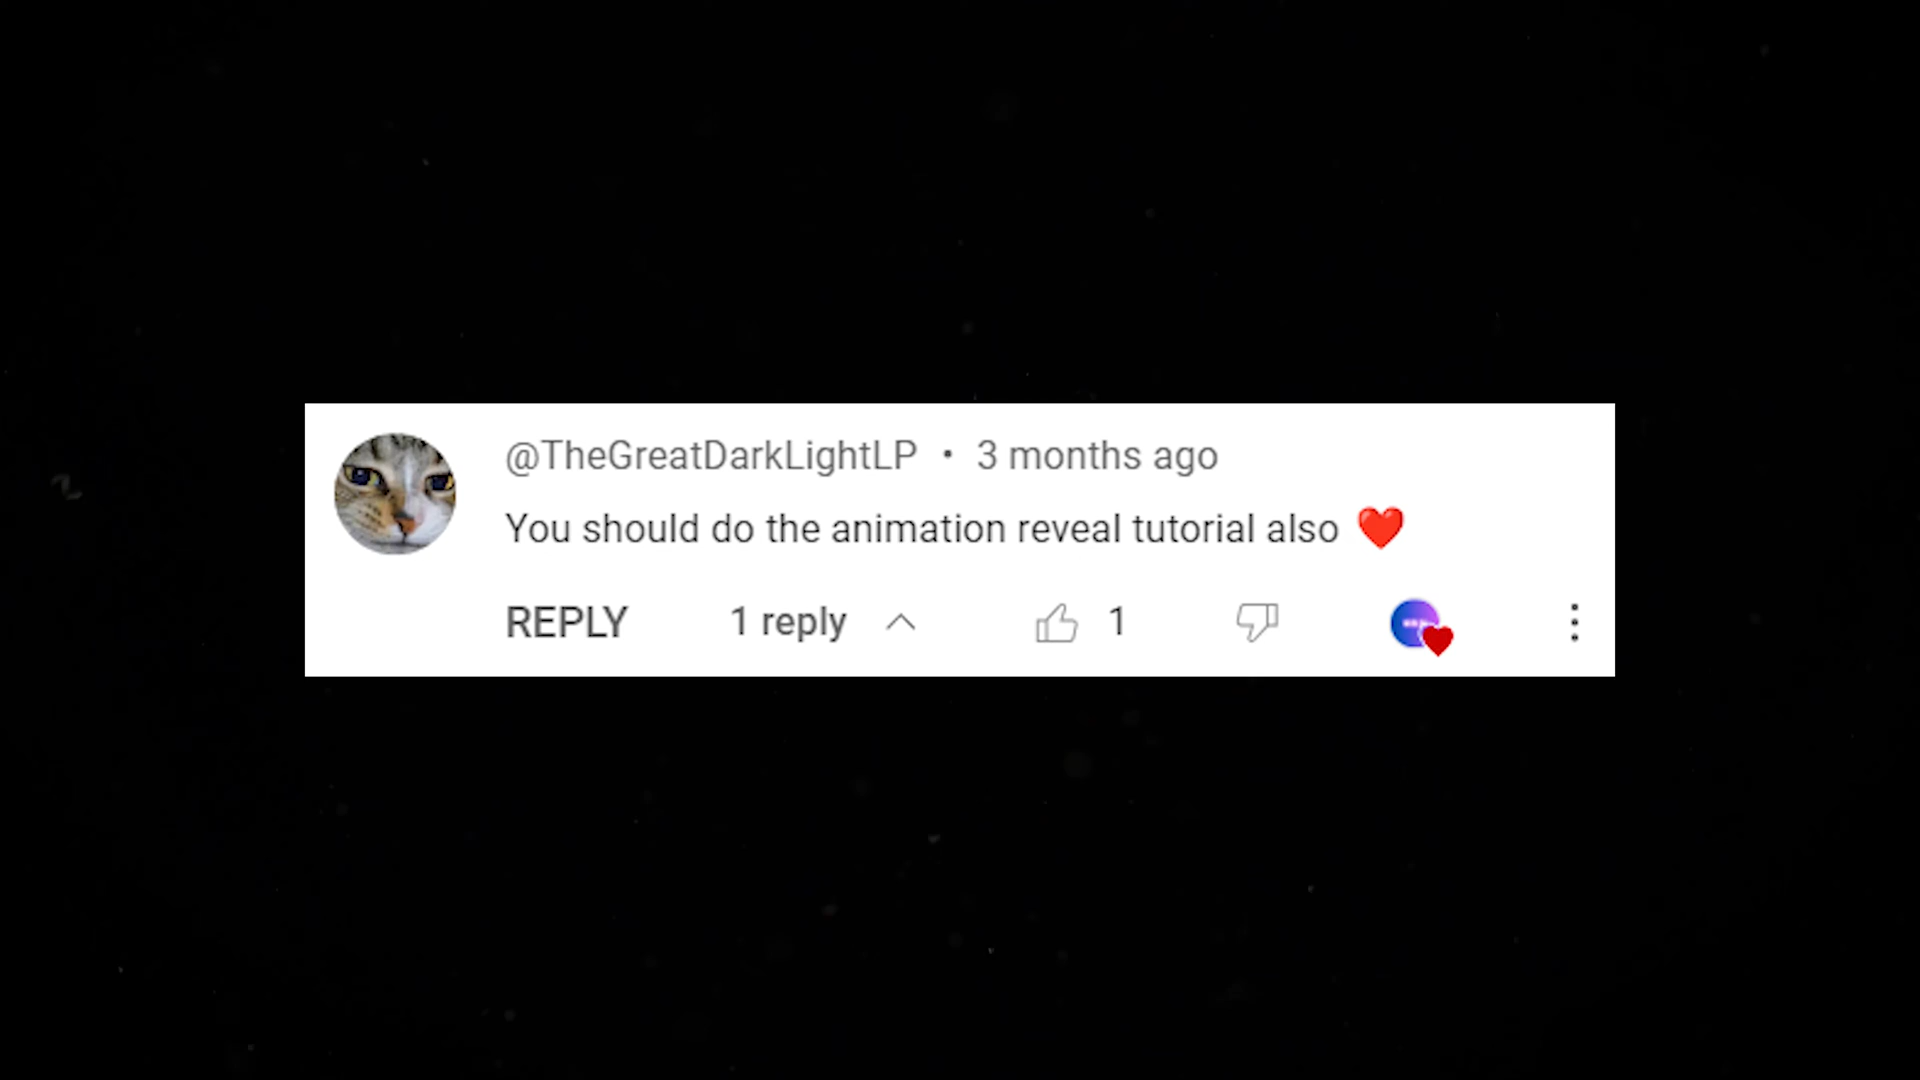 @TheGreatDarkLightLP • 3 months ago
You should do the animation reveal tutorial also ❤️
REPLY 1 reply 1